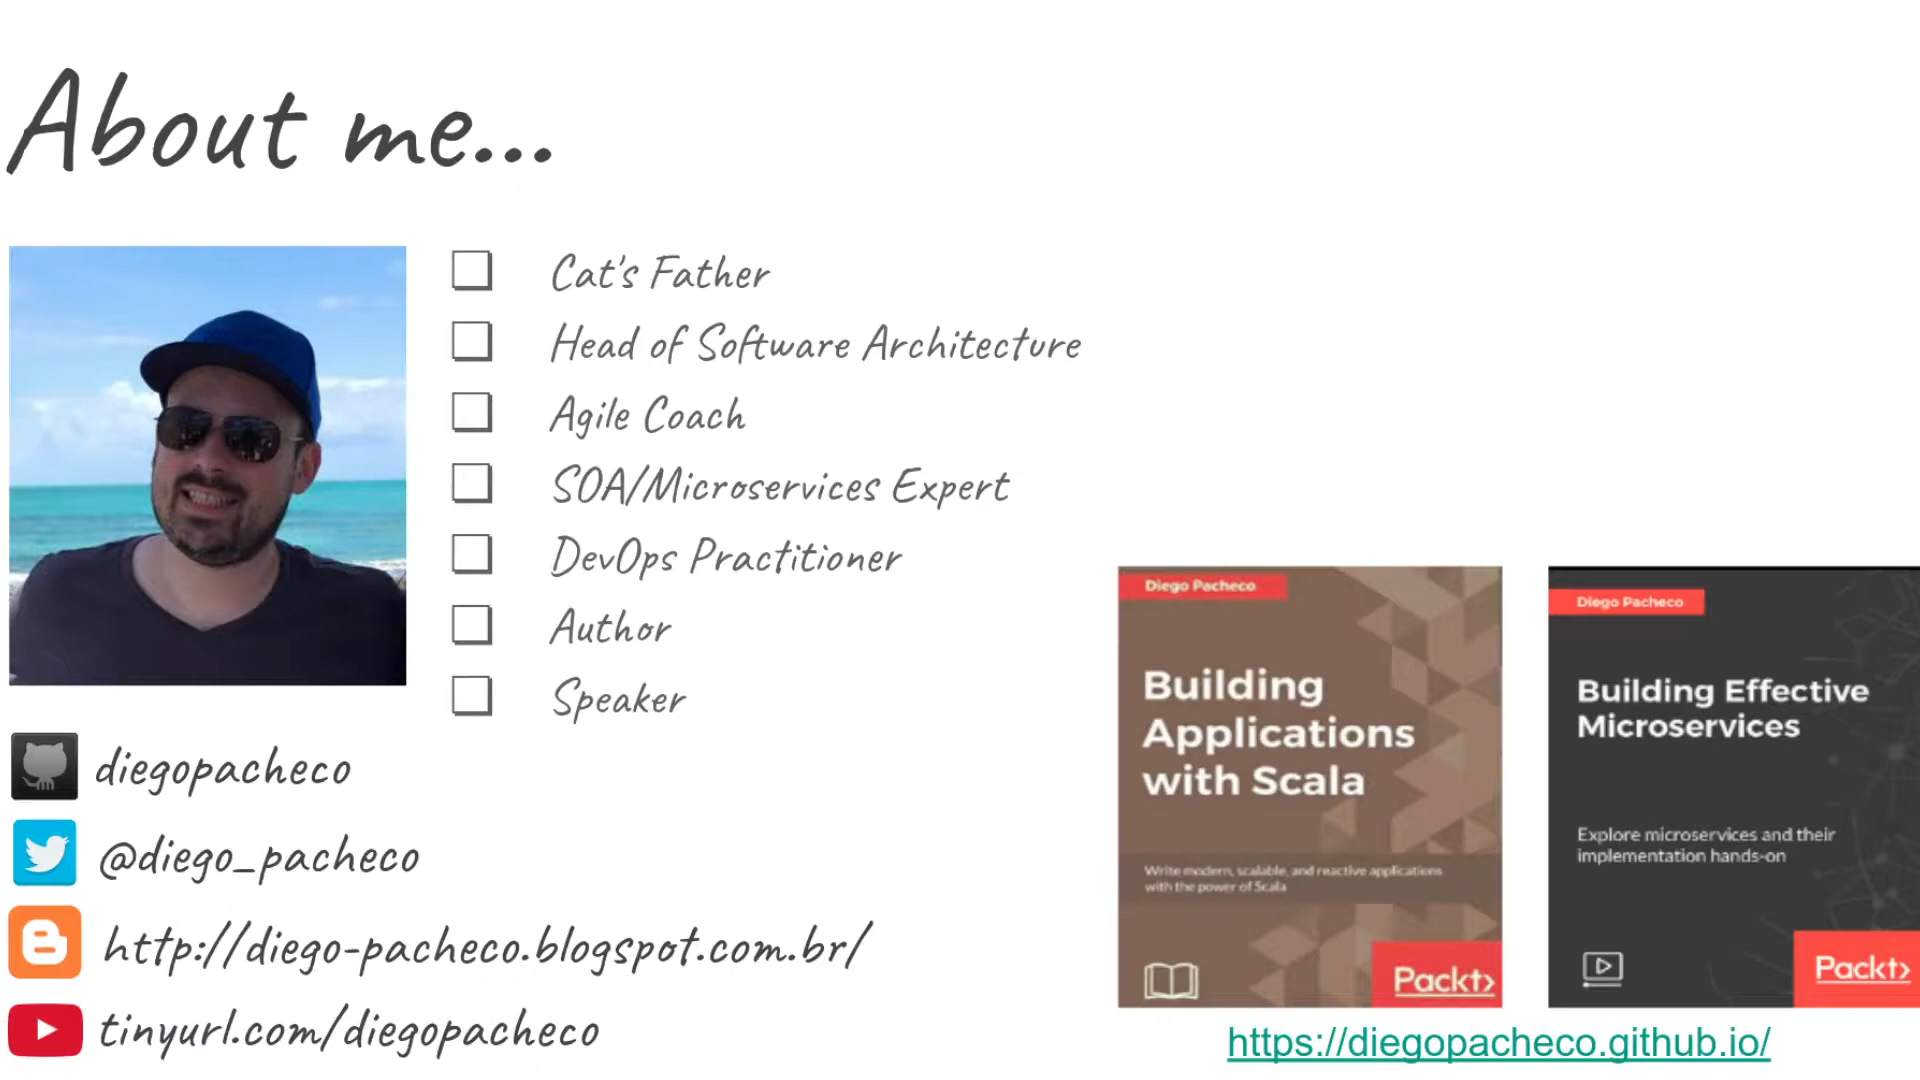 About me...
Cat's Father
Head of Software Architecture
Agile Coach
SOA/Microservices Expert
DevOps Practitioner
Author
Speaker
diegopacheco
@diego_pacheco
http://diego-pacheco.blogspot.com.br/
tinyurl.com/diegopacheco
Diego Pacheco
Building
Applications
with Scala
Write modern, scalable, and reactive applications
with the power of Scala
Packt>
Diego Pacheco
Building Effective
Microservices
Explore microservices and their
implementation hands-on
Packt>
https://diegopacheco.github.io/